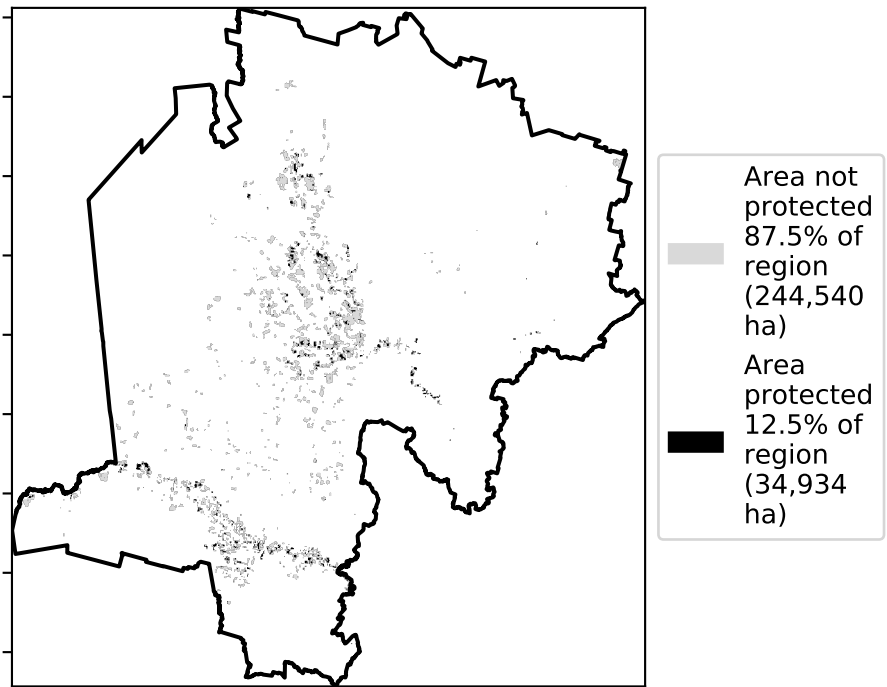 Area not
protected
87.5% of
region
(244,540
ha)
Area
protected
12.5% of
region
(34,934
ha)